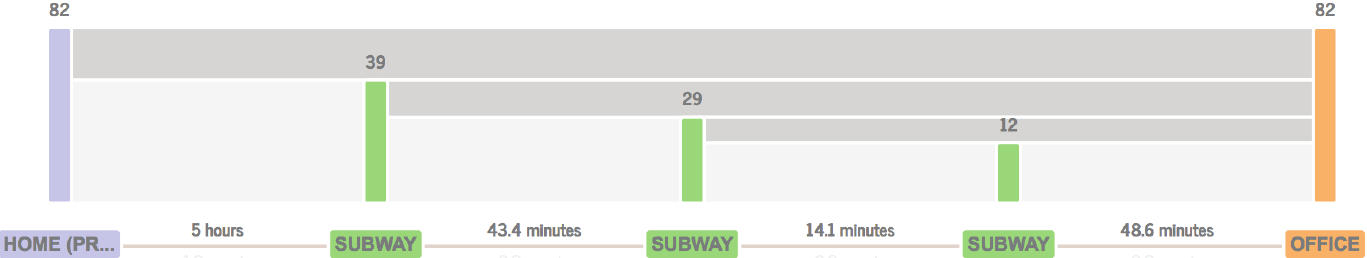 82
82
39
29
12
5 hours
43.4 minutes
14.1 minutes
48.6 minutes
HOME (PR...
SUBWAY
SUBWAY
SUBWAY
OFFICE